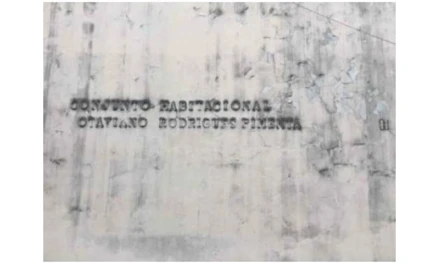 CONJUNTO HABITACIONAL
OTAVIANO RODRIGUES PIMENTA